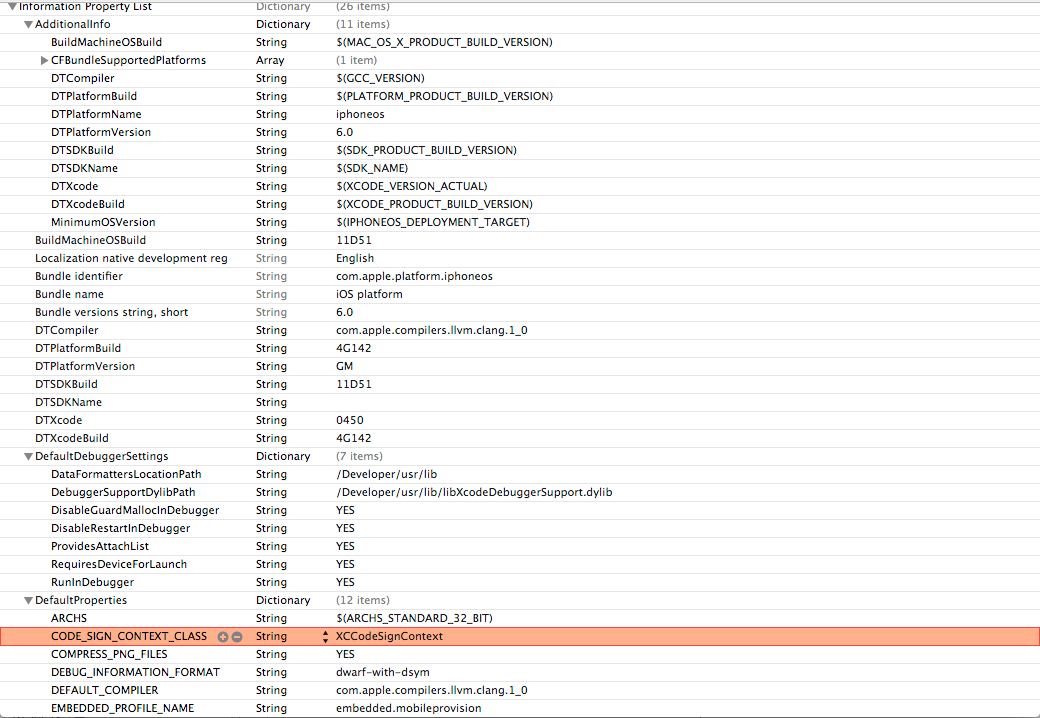 Information Property List Dictionary (26 items)
AdditionalInfo Dictionary (11 items)
BuildMachineOSBuild String $(MAC_OS_X_PRODUCT_BUILD_VERSION)
CFBundleSupportedPlatforms Array (1 item)
DTCompiler String $(GCC_VERSION)
DTPlatformBuild String $(PLATFORM_PRODUCT_BUILD_VERSION)
DTPlatformName String iphoneos
DTPlatformVersion String 6.0
DTSDKBuild String $(SDK_PRODUCT_BUILD_VERSION)
DTSDKName String $(SDK_NAME)
DTXcode String $(XCODE_VERSION_ACTUAL)
DTXcodeBuild String $(XCODE_PRODUCT_BUILD_VERSION)
MinimumOSVersion String $(IPHONEOS_DEPLOYMENT_TARGET)
BuildMachineOSBuild String 11D51
Localization native development reg String English
Bundle identifier String com.apple.platform.iphoneos
Bundle name String iOS platform
Bundle versions string, short String 6.0
DTCompiler String com.apple.compilers.llvm.clang.1_0
DTPlatformBuild String 4G142
DTPlatformVersion String GM
DTSDKBuild String 11D51
DTSDKName String
DTXcode String 0450
DTXcodeBuild String 4G142
DefaultDebuggerSettings Dictionary (7 items)
DataFormattersLocationPath String /Developer/usr/lib
DebuggerSupportDylibPath String /Developer/usr/lib/libXcodeDebuggerSupport.dylib
DisableGuardMallocInDebugger String YES
DisableRestartInDebugger String YES
ProvidesAttachList String YES
RequiresDeviceForLaunch String YES
RunInDebugger String YES
DefaultProperties Dictionary (12 items)
ARCHS String $(ARCHS_STANDARD_32_BIT)
CODE_SIGN_CONTEXT_CLASS String XCCodeSignContext
COMPRESS_PNG_FILES String YES
DEBUG_INFORMATION_FORMAT String dwarf-with-dsym
DEFAULT_COMPILER String com.apple.compilers.llvm.clang.1_0
EMBEDDED_PROFILE_NAME String embedded.mobileprovision